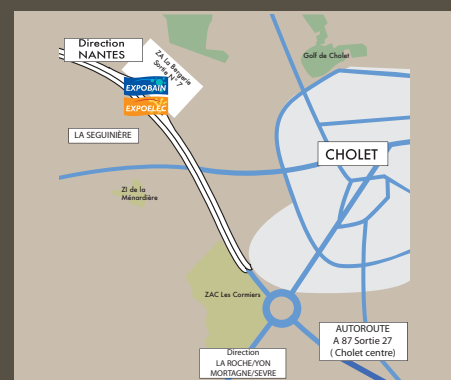 Direction
NANTES
ZA La Bergerie
Sortie N° 7
EXPOBAIN
EXPOELEC
Golf de Cholet
LA SEGUINIÈRE
CHOLET
ZI de la
Ménardière
ZAC Les Cormiers
AUTOROUTE
A 87 Sortie 27
( Cholet centre)
Direction
LA ROCHE/YON
MORTAGNE/SEVRE